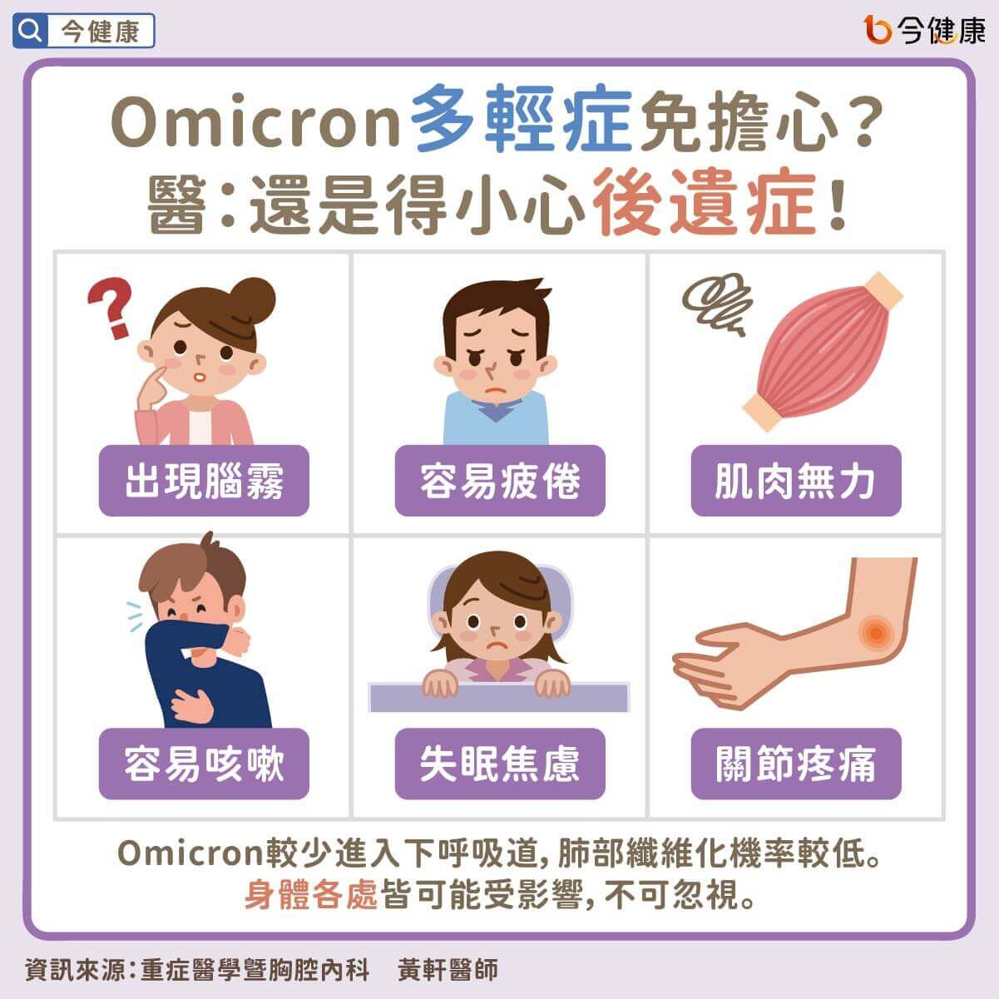 今健康
今健康
Omicron多輕症免擔心?
醫:還是得小心後遺症!
出現腦霧
容易疲倦
肌肉無力
容易咳嗽
失眠焦慮
關節疼痛
Omicron較少進入下呼吸道,肺部纖維化機率較低。
身體各處皆可能受影響,不可忽視。
資訊來源:重症醫學暨胸腔內科 黃軒醫師